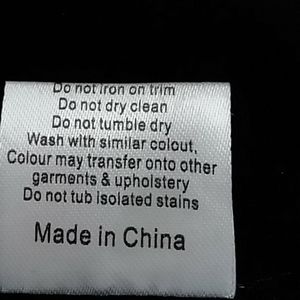 Do not iron on trim
Do not dry clean
Do not tumble dry
Wash with similar colout,
Colour may transfer onto other
garments & upholstery
Do not tub isolated stains
Made in China